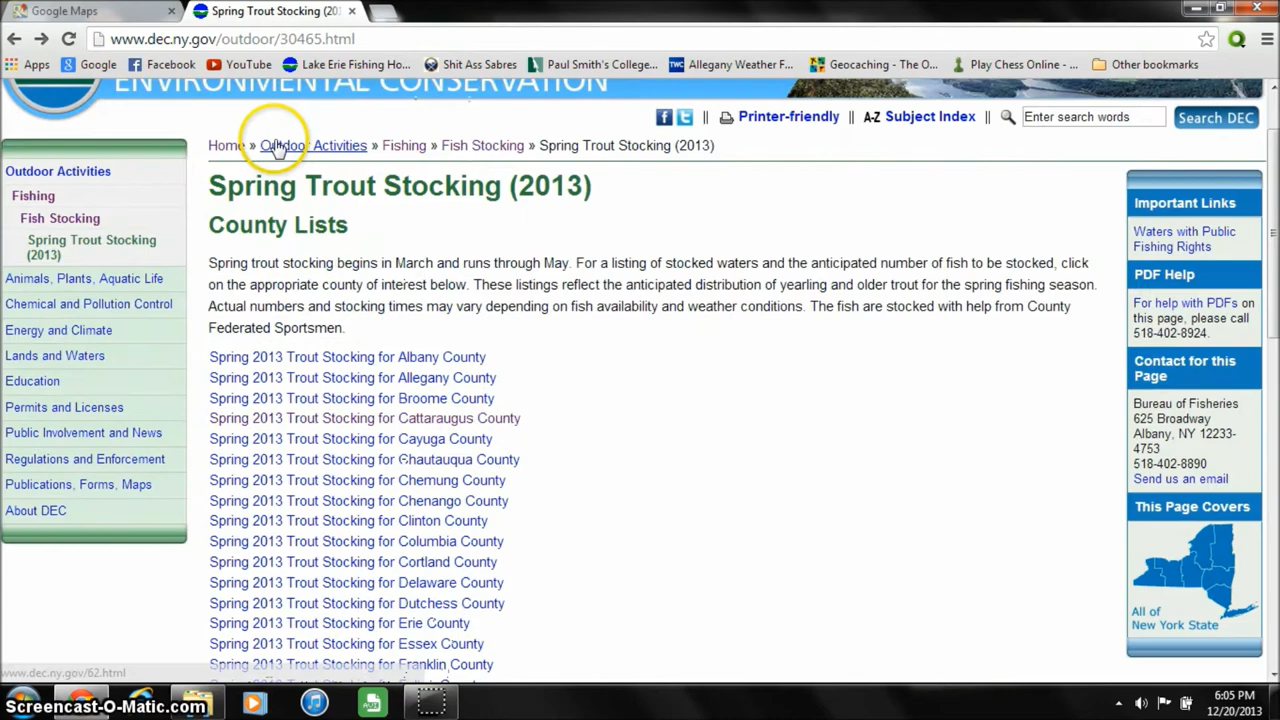 Google Maps
Spring Trout Stocking (20
www.dec.ny.gov/outdoor/30465.html
Apps Google Facebook YouTube Lake Erie Fishing Ho... Shit Ass Sabres Paul Smith's College... Allegany Weather F... Geocaching - The O... Play Chess Online - ... Other bookmarks
ENVIRONMENTAL CONSERVATION
|| Printer-friendly || A-Z Subject Index || Enter search words Search DEC
Home » Outdoor Activities » Fishing » Fish Stocking » Spring Trout Stocking (2013)
Outdoor Activities
Fishing
Fish Stocking
Spring Trout Stocking
(2013)
Animals, Plants, Aquatic Life
Chemical and Pollution Control
Energy and Climate
Lands and Waters
Education
Permits and Licenses
Public Involvement and News
Regulations and Enforcement
Publications, Forms, Maps
About DEC
Spring Trout Stocking (2013)
County Lists
Spring trout stocking begins in March and runs through May. For a listing of stocked waters and the anticipated number of fish to be stocked, click
on the appropriate county of interest below. These listings reflect the anticipated distribution of yearling and older trout for the spring fishing season.
Actual numbers and stocking times may vary depending on fish availability and weather conditions. The fish are stocked with help from County
Federated Sportsmen.
Spring 2013 Trout Stocking for Albany County
Spring 2013 Trout Stocking for Allegany County
Spring 2013 Trout Stocking for Broome County
Spring 2013 Trout Stocking for Cattaraugus County
Spring 2013 Trout Stocking for Cayuga County
Spring 2013 Trout Stocking for Chautauqua County
Spring 2013 Trout Stocking for Chemung County
Spring 2013 Trout Stocking for Chenango County
Spring 2013 Trout Stocking for Clinton County
Spring 2013 Trout Stocking for Columbia County
Spring 2013 Trout Stocking for Cortland County
Spring 2013 Trout Stocking for Delaware County
Spring 2013 Trout Stocking for Dutchess County
Spring 2013 Trout Stocking for Erie County
Spring 2013 Trout Stocking for Essex County
Spring 2013 Trout Stocking for Franklin County
Important Links
Waters with Public
Fishing Rights
PDF Help
For help with PDFs on
this page, please call
518-402-8924.
Contact for this
Page
Bureau of Fisheries
625 Broadway
Albany, NY 12233-
4753
518-402-8890
Send us an email
This Page Covers
All of
New York State
www.dec.ny.gov/62.html
Screencast-O-Matic.com
6:05 PM
12/20/2013